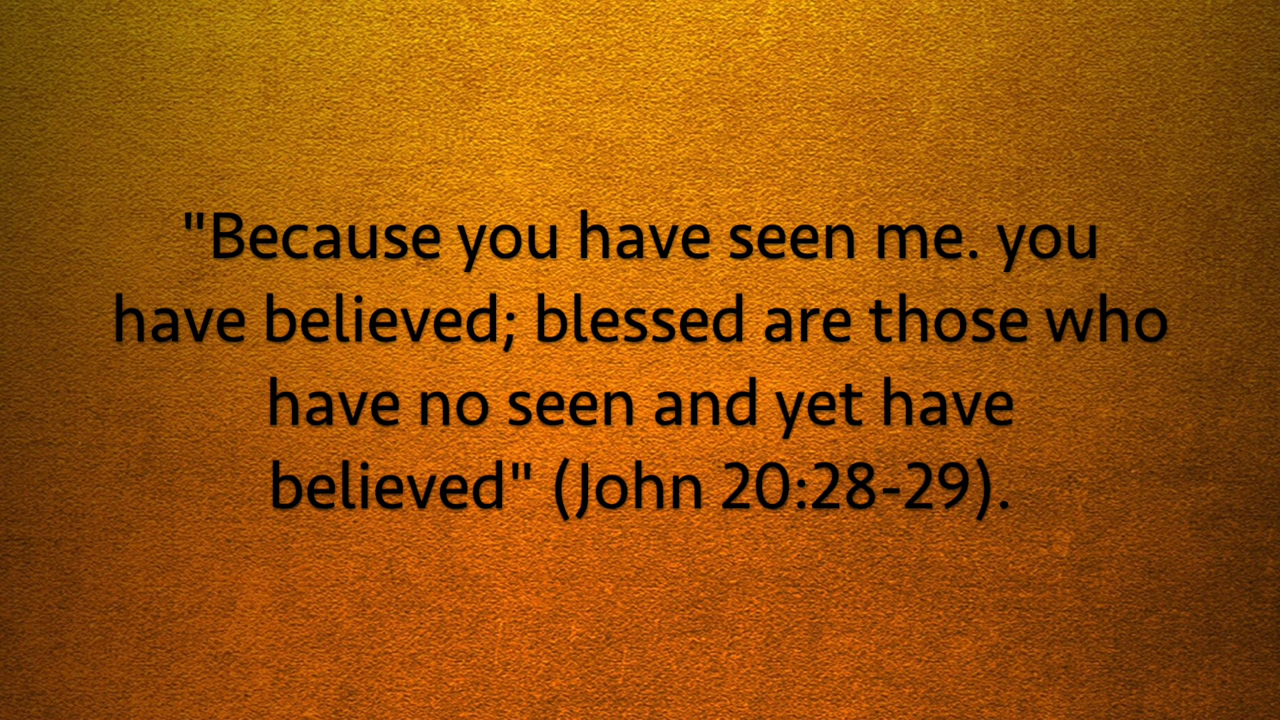 "Because you have seen me. you
have believed; blessed are those who
have no seen and yet have
believed" (John 20:28-29).